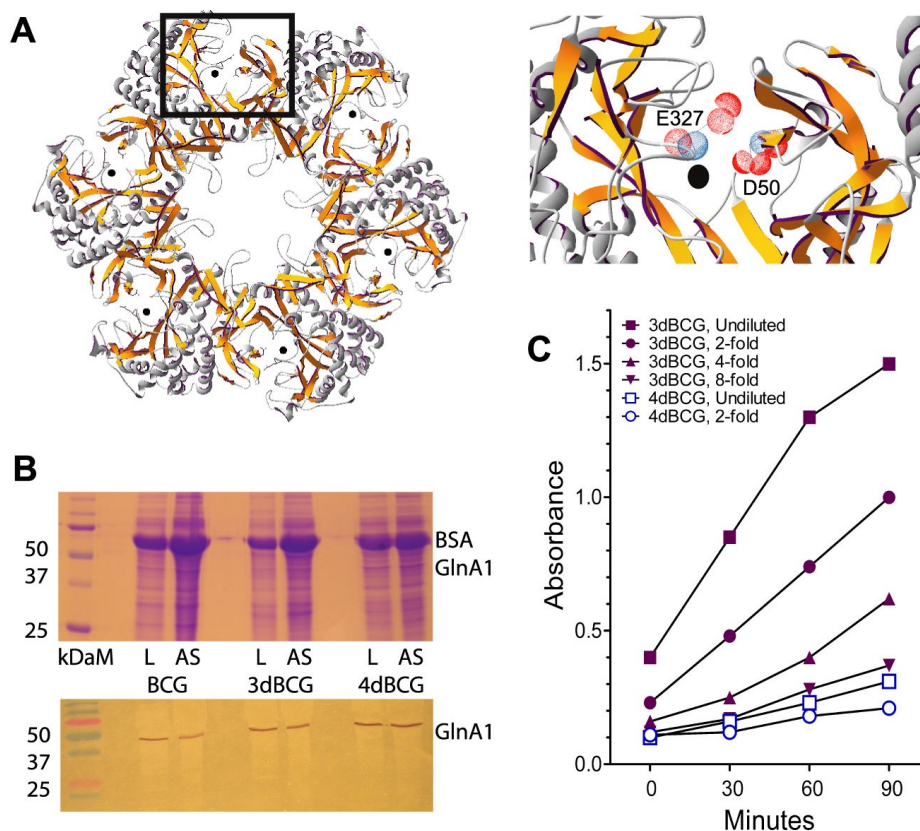 A
E327
D50
B
50
37
25
BSA
GlnA1
kDaM L AS L AS L AS
BCG 3dBCG 4dBCG
50
37
25
GlnA1
C
3dBCG, Undiluted
3dBCG, 2-fold
3dBCG, 4-fold
3dBCG, 8-fold
4dBCG, Undiluted
4dBCG, 2-fold
Absorbance
1.5
1.0
0.5
0.0
0 30 60 90
Minutes